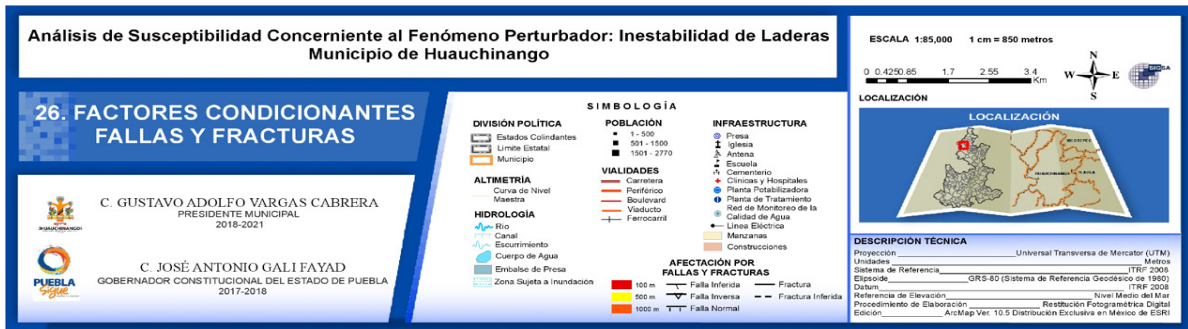 Análisis de Susceptibilidad Concerniente al Fenómeno Perturbador: Inestabilidad de Laderas
Municipio de Huauchinango
26. FACTORES CONDICIONANTES
FALLAS Y FRACTURAS
HUAUCHINANGO
C. GUSTAVO ADOLFO VARGAS CABRERA
PRESIDENTE MUNICIPAL
2018-2021
PUEBLA
Sigue
C. JOSÉ ANTONIO GALI FAYAD
GOBERNADOR CONSTITUCIONAL DEL ESTADO DE PUEBLA
2017-2018
SIMBOLOGÍA
DIVISIÓN POLÍTICA
Estados Colindantes
Limite Estatal
Municipio
ALTIMETRÍA
Curva de Nivel
Maestra
HIDROLOGÍA
Rio
Canal
Escurrimiento
Cuerpo de Agua
Embalse de Presa
Zona Sujeta a Inundación
POBLACIÓN
1 - 500
501 - 1500
1501 - 2770
VIALIDADES
Carretera
Periférico
Boulevard
Viaducto
Ferrocarril
INFRAESTRUCTURA
Presa
Iglesia
Antena
Escuela
Cementerio
Clínicas y Hospitales
Planta Potabilizadora
Planta de Tratamiento
Red de Monitoreo de la
Calidad de Agua
Linea Eléctrica
Manzanas
Construcciones
AFECTACIÓN POR
FALLAS Y FRACTURAS
100 m Falla Inferida Fractura
500 m Falla Inversa Fractura Inferida
1000 m Falla Normal
ESCALA 1:85,000 1 cm = 850 metros
0 0.425 0.85 1.7 2.55 3.4
Km
N
W E
S
SIGSA
LOCALIZACIÓN
LOCALIZACIÓN
DESCRIPCIÓN TÉCNICA
Proyección Universal Transversa de Mercator (UTM)
Unidades Metros
Sistema de Referencia ITRF 2008
Elipsoide GRS-80 (Sistema de Referencia Geodésico de 1980)
Datum ITRF 2008
Referencia de Elevación Nivel Medio del Mar
Procedimiento de Elaboración Restitución Fotogramétrica Digital
Edición ArcMap Ver. 10.5 Distribución Exclusiva en México de ESRI